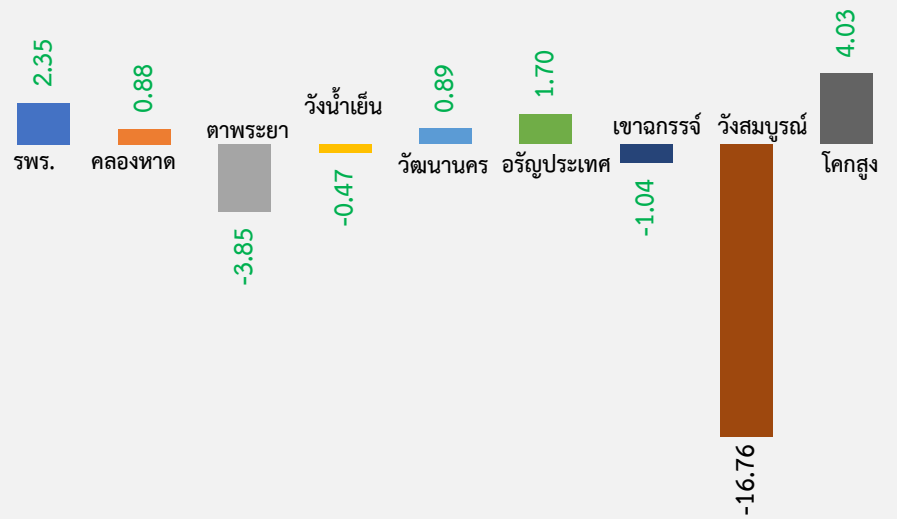 2.35
รพร.
0.88
คลองหาด
ตาพระยา
-3.85
วังน้ำเย็น
-0.47
0.89
วัฒนานคร
1.70
อรัญประเทศ
เขาฉกรรจ์
-1.04
วังสมบูรณ์
-16.76
4.03
โคกสูง